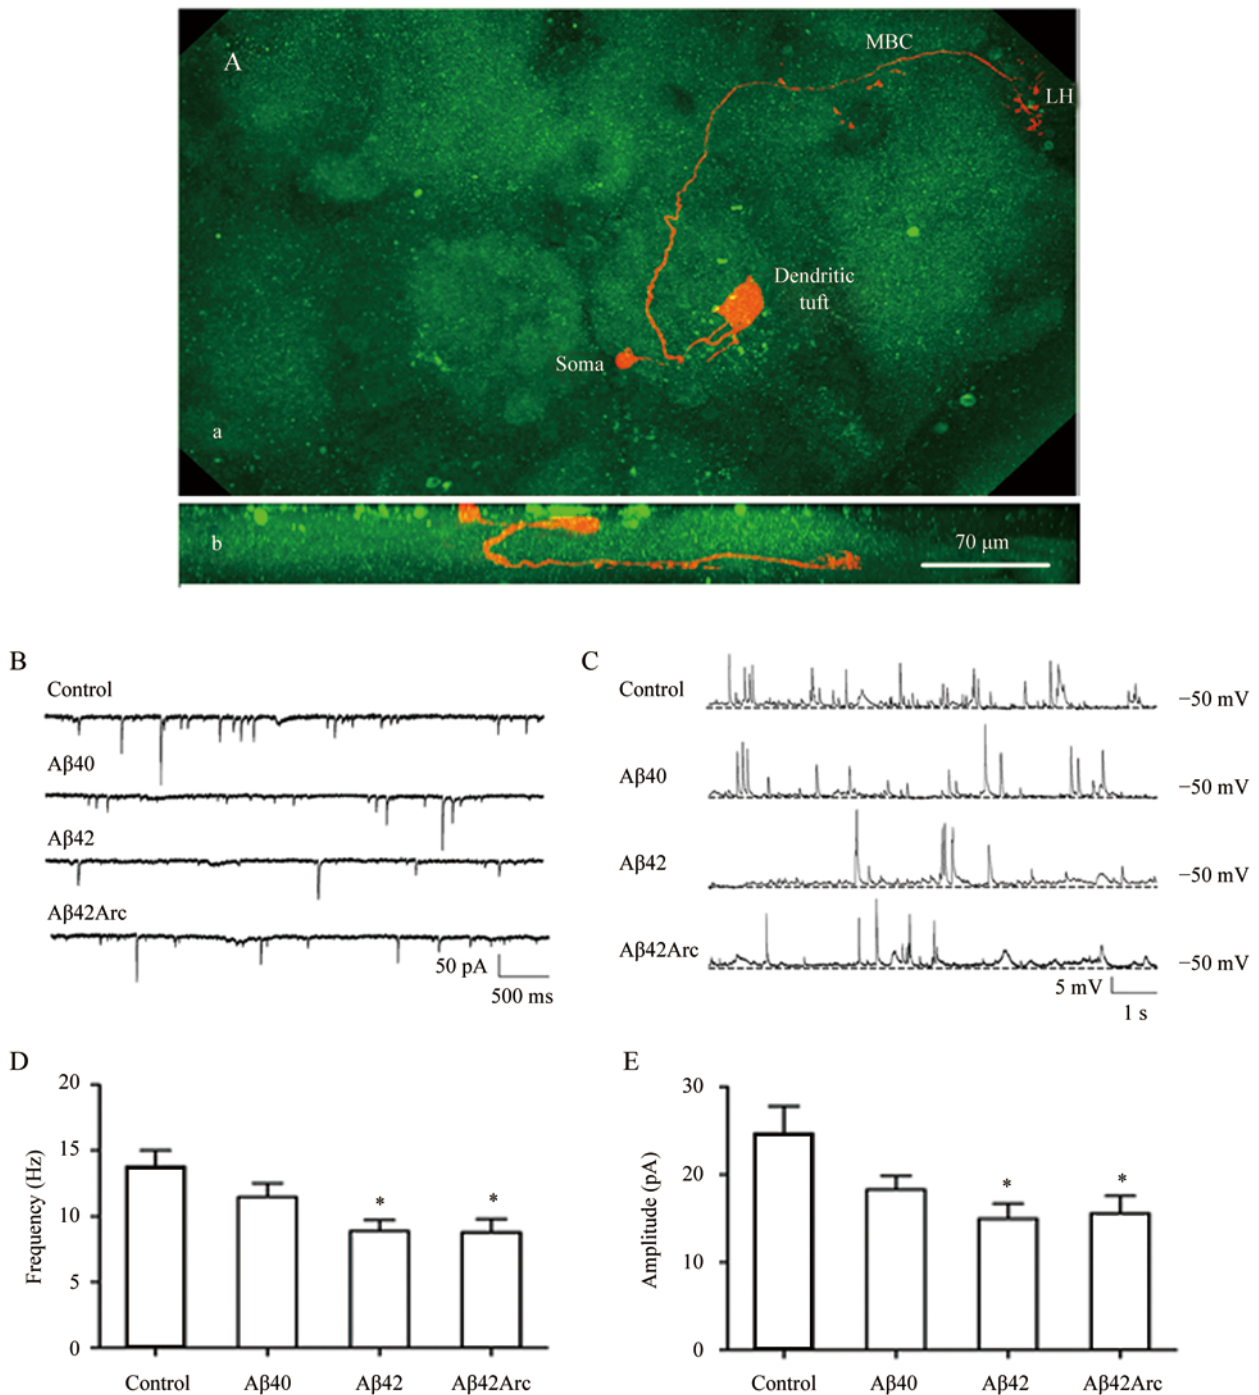 A
MBC
LH
Dendritic
tuft
Soma
a
b
70 μm
B
Control
Aβ40
Aβ42
Aβ42Arc
50 pA
500 ms
C
Control
−50 mV
Aβ40
−50 mV
Aβ42
−50 mV
Aβ42Arc
−50 mV
5 mV
1 s
D
20
15
10
5
0
Frequency (Hz)
*
*
Control
Aβ40
Aβ42
Aβ42Arc
E
30
20
10
0
Amplitude (pA)
*
*
Control
Aβ40
Aβ42
Aβ42Arc